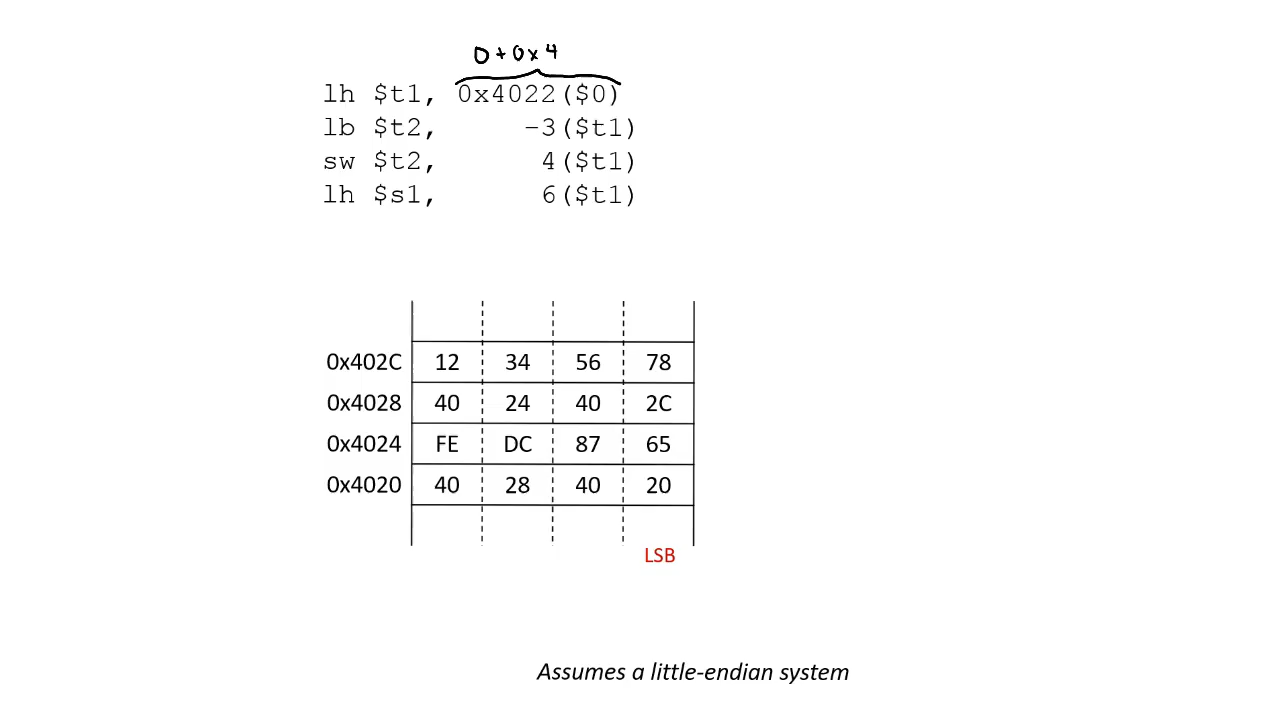 0+0x4
lh $t1, 0x4022($0)
lb $t2, -3($t1)
sw $t2, 4($t1)
lh $s1, 6($t1)
0x402C 12 34 56 78
0x4028 40 24 40 2C
0x4024 FE DC 87 65
0x4020 40 28 40 20
LSB
Assumes a little-endian system